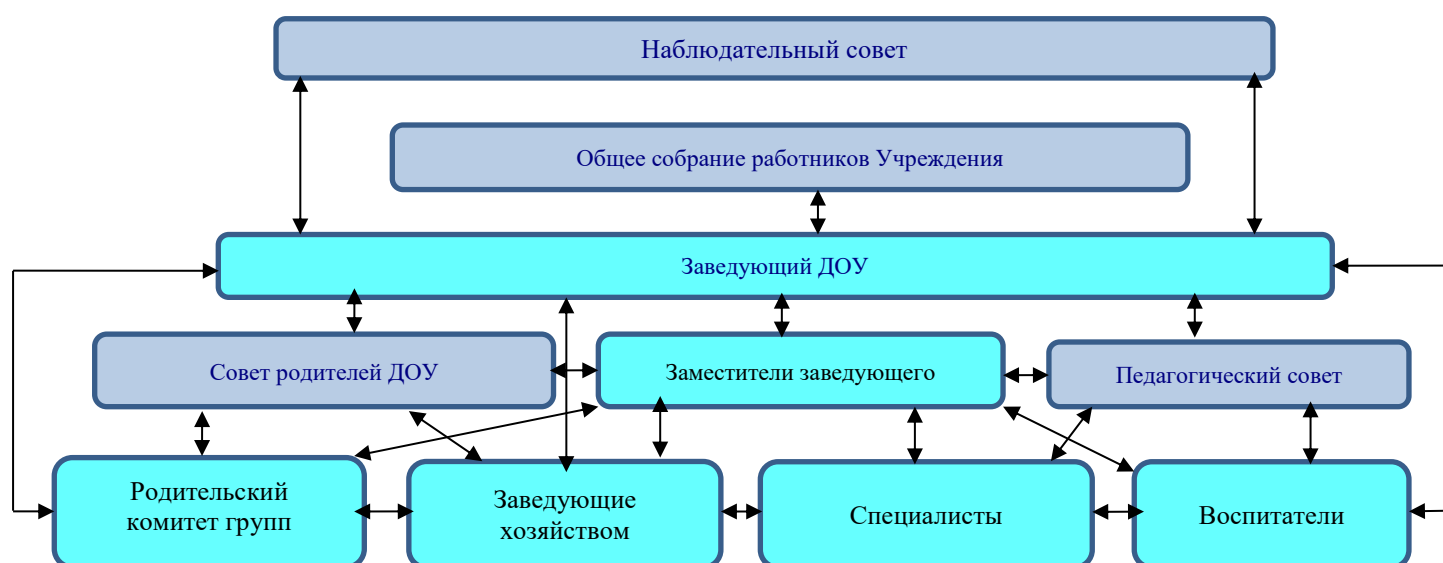 Наблюдательный совет
Общее собрание работников Учреждения
Заведующий ДОУ
Совет родителей ДОУ
Заместители заведующего
Педагогический совет
Родительский
комитет групп
Заведующие
хозяйством
Специалисты
Воспитатели